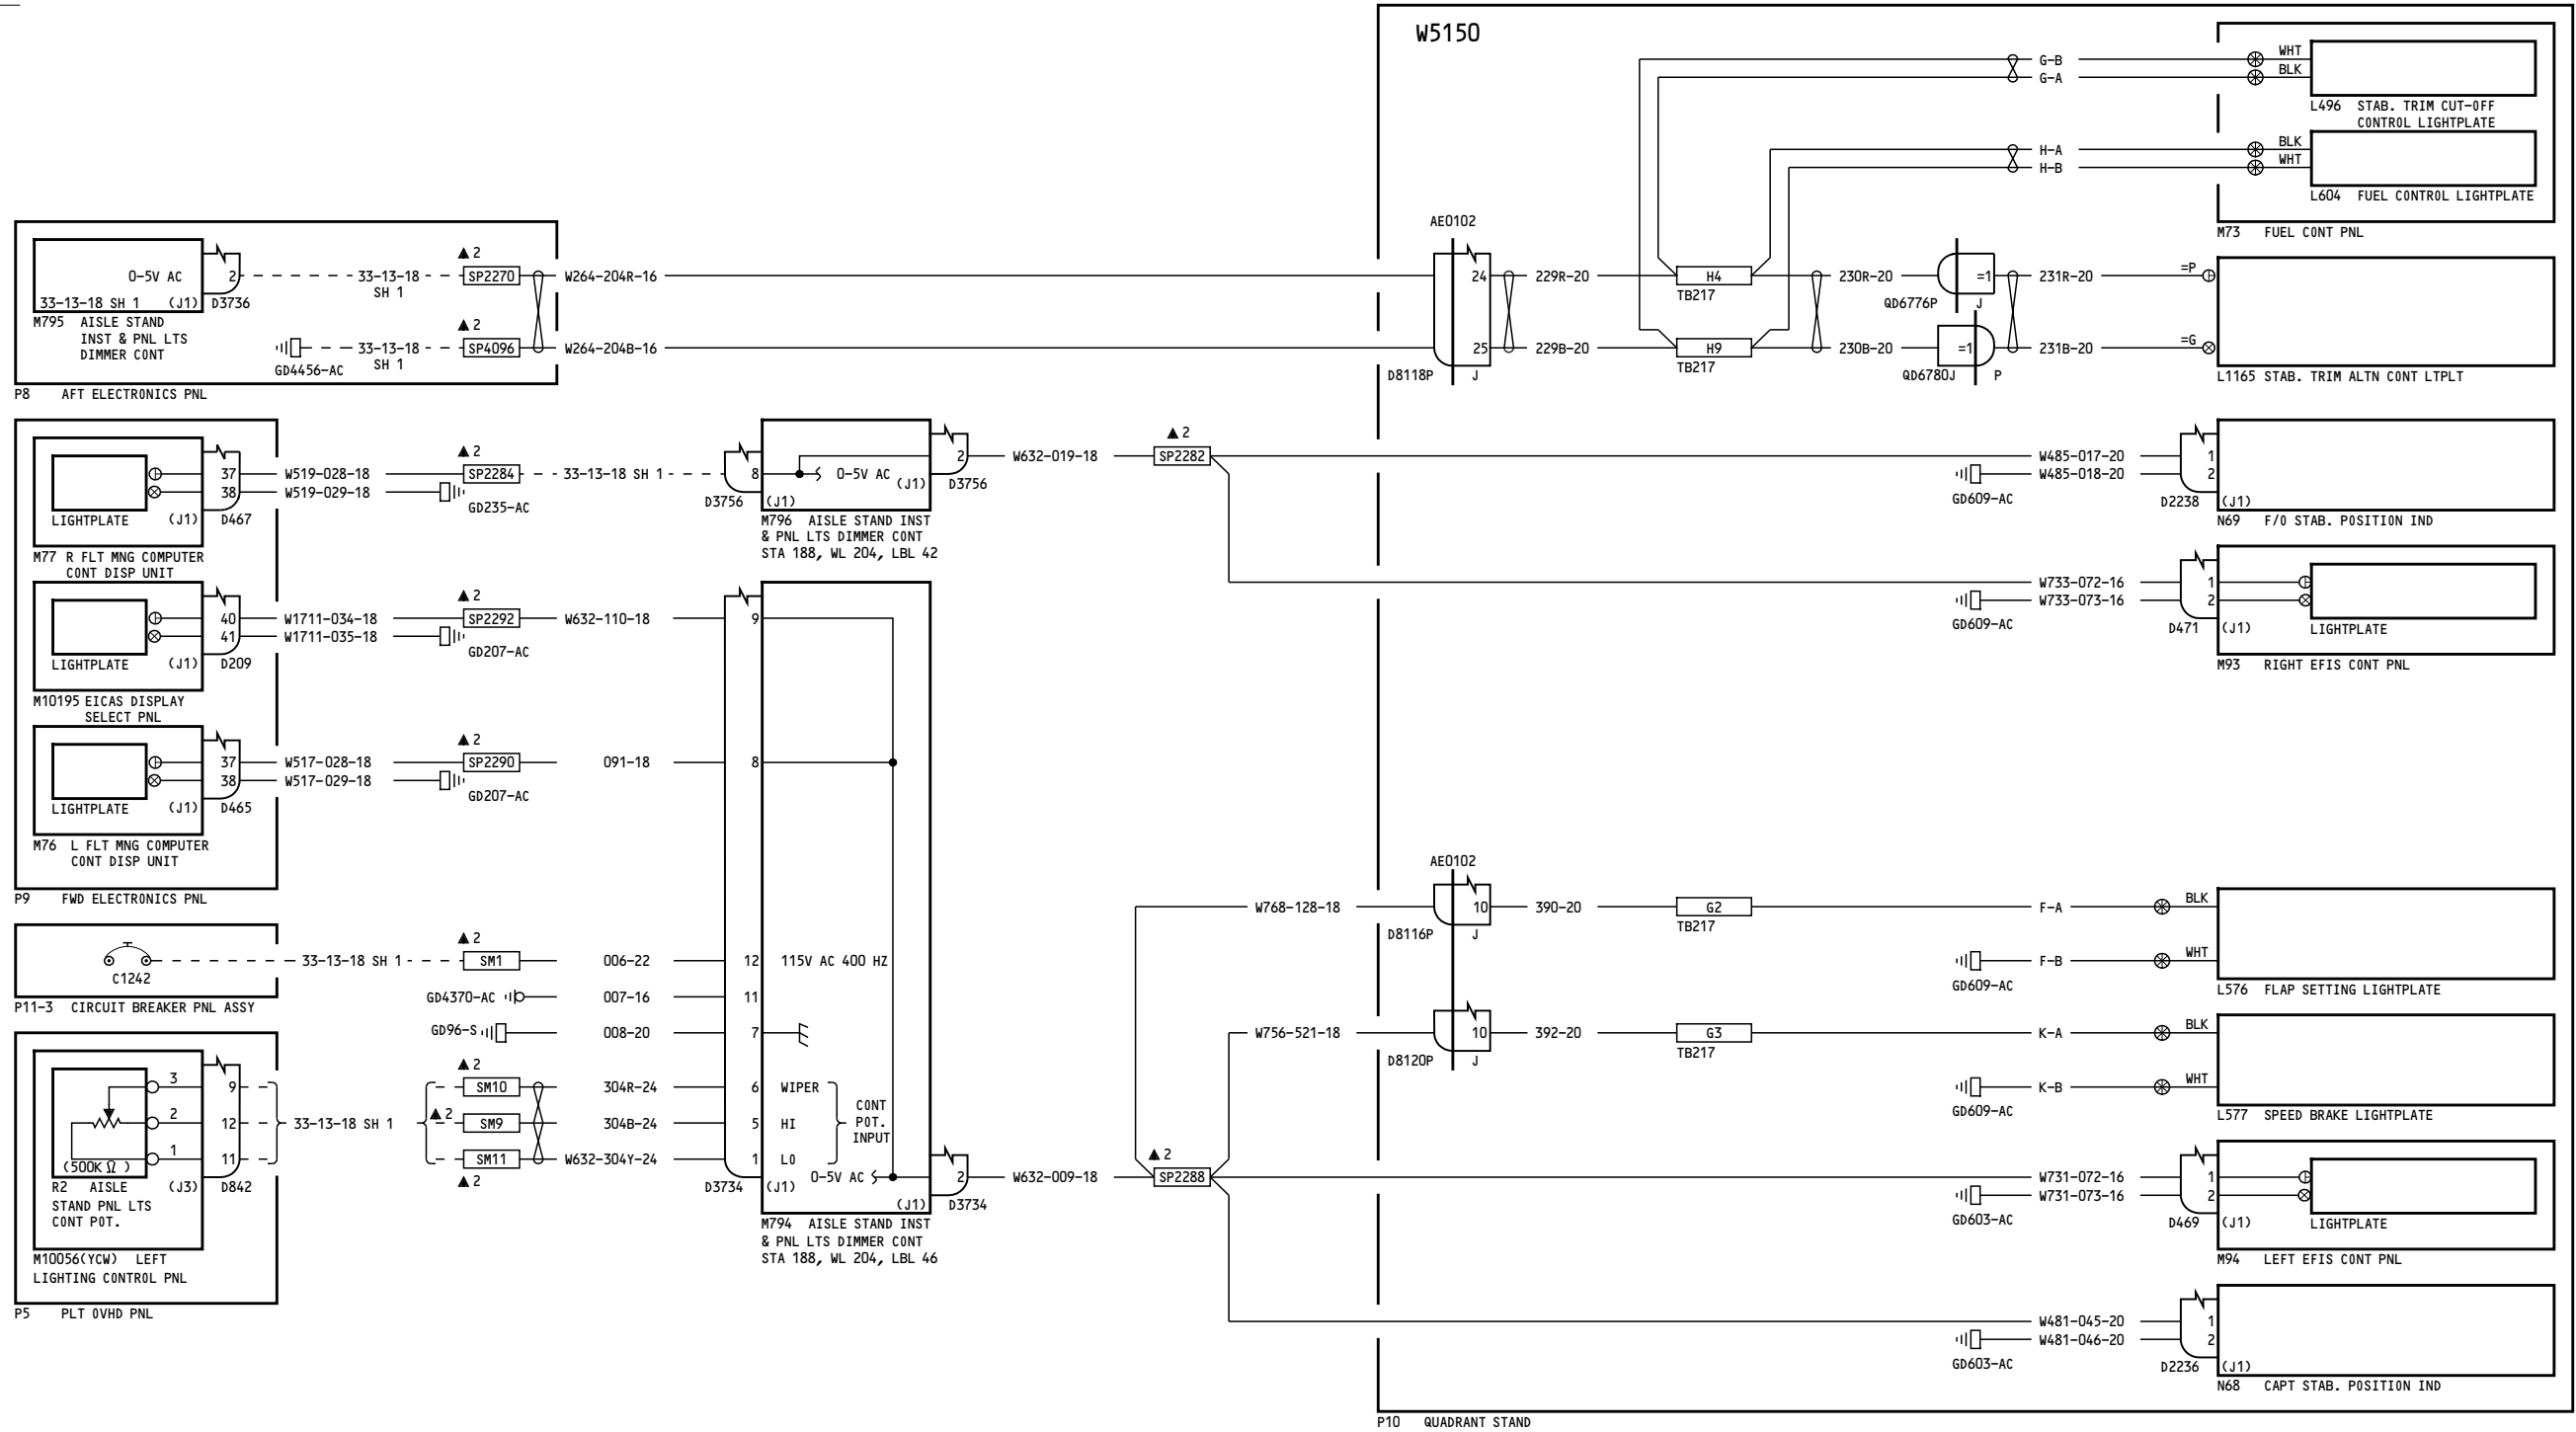 W5150
G-B
G-A
WHT
BLK
L496 STAB. TRIM CUT-OFF
CONTROL LIGHTPLATE
H-A
H-B
BLK
WHT
L604 FUEL CONTROL LIGHTPLATE
M73 FUEL CONT PNL
0-5V AC
2
33-13-18 SH 1 (J1) D3736
M795 AISLE STAND
INST & PNL LTS
DIMMER CONT
33-13-18
SH 1
▲ 2
SP2270
W264-204R-16
GD4456-AC
33-13-18
SH 1
▲ 2
SP4096
W264-204B-16
P8 AFT ELECTRONICS PNL
AE0102
24
25
D8118P J
229R-20
229B-20
H4
TB217
H9
TB217
230R-20
230B-20
=1
QD6776P J
=1
QD6780J P
231R-20
231B-20
=P
=G
L1165 STAB. TRIM ALTN CONT LTPLT
LIGHTPLATE
37
38
(J1) D467
M77 R FLT MNG COMPUTER
CONT DISP UNIT
W519-028-18
W519-029-18
▲ 2
SP2284
GD235-AC
33-13-18 SH 1
8
D3756 (J1)
0-5V AC
(J1)
2
D3756
M796 AISLE STAND INST
& PNL LTS DIMMER CONT
STA 188, WL 204, LBL 42
W632-019-18
▲ 2
SP2282
W485-017-20
W485-018-20
GD609-AC
1
2
D2238 (J1)
N69 F/O STAB. POSITION IND
W733-072-16
W733-073-16
GD609-AC
1
2
D471 (J1)
LIGHTPLATE
M93 RIGHT EFIS CONT PNL
LIGHTPLATE
40
41
(J1) D209
M10195 EICAS DISPLAY
SELECT PNL
W1711-034-18
W1711-035-18
▲ 2
SP2292
GD207-AC
W632-110-18
9
LIGHTPLATE
37
38
(J1) D465
M76 L FLT MNG COMPUTER
CONT DISP UNIT
W517-028-18
W517-029-18
▲ 2
SP2290
GD207-AC
091-18
8
P9 FWD ELECTRONICS PNL
C1242
P11-3 CIRCUIT BREAKER PNL ASSY
33-13-18 SH 1
▲ 2
SM1
006-22
12
115V AC 400 HZ
GD4370-AC
007-16
11
GD96-S
008-20
7
3
2
1
(500KΩ)
R2 AISLE
STAND PNL LTS
CONT POT.
9
12
11
(J3) D842
M10056(YCW) LEFT
LIGHTING CONTROL PNL
P5 PLT OVHD PNL
33-13-18 SH 1
▲ 2
SM10
▲ 2
SM9
SM11
▲ 2
304R-24
304B-24
W632-304Y-24
6
5
1
WIPER
HI
LO
CONT
POT.
INPUT
D3734 (J1)
0-5V AC
(J1)
2
D3734
M794 AISLE STAND INST
& PNL LTS DIMMER CONT
STA 188, WL 204, LBL 46
W632-009-18
▲ 2
SP2288
W768-128-18
AE0102
10
D8116P J
390-20
G2
TB217
F-A
BLK
F-B
WHT
GD609-AC
L576 FLAP SETTING LIGHTPLATE
W756-521-18
10
D8120P J
392-20
G3
TB217
K-A
BLK
K-B
WHT
GD609-AC
L577 SPEED BRAKE LIGHTPLATE
W731-072-16
W731-073-16
GD603-AC
1
2
D469 (J1)
LIGHTPLATE
M94 LEFT EFIS CONT PNL
W481-045-20
W481-046-20
GD603-AC
1
2
D2236 (J1)
N68 CAPT STAB. POSITION IND
P10 QUADRANT STAND